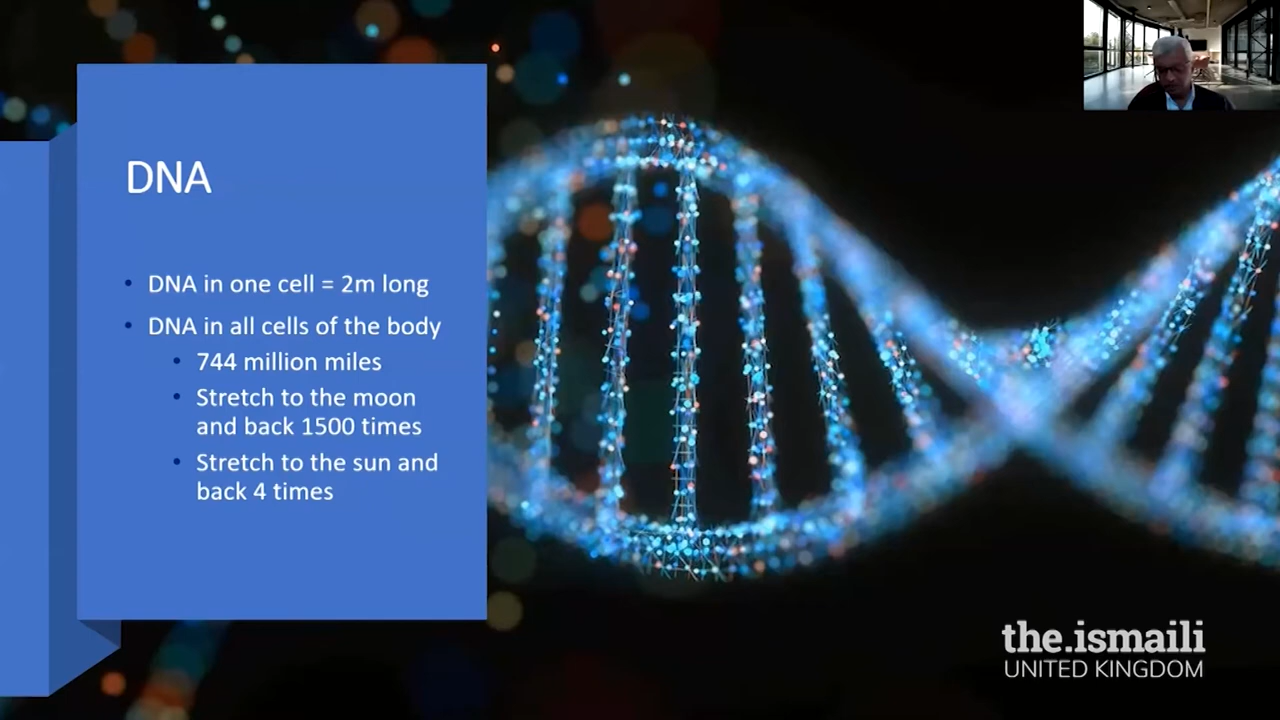 DNA
• DNA in one cell = 2m long
• DNA in all cells of the body
• 744 million miles
• Stretch to the moon
and back 1500 times
• Stretch to the sun and
back 4 times
the.ismaili
UNITED KINGDOM